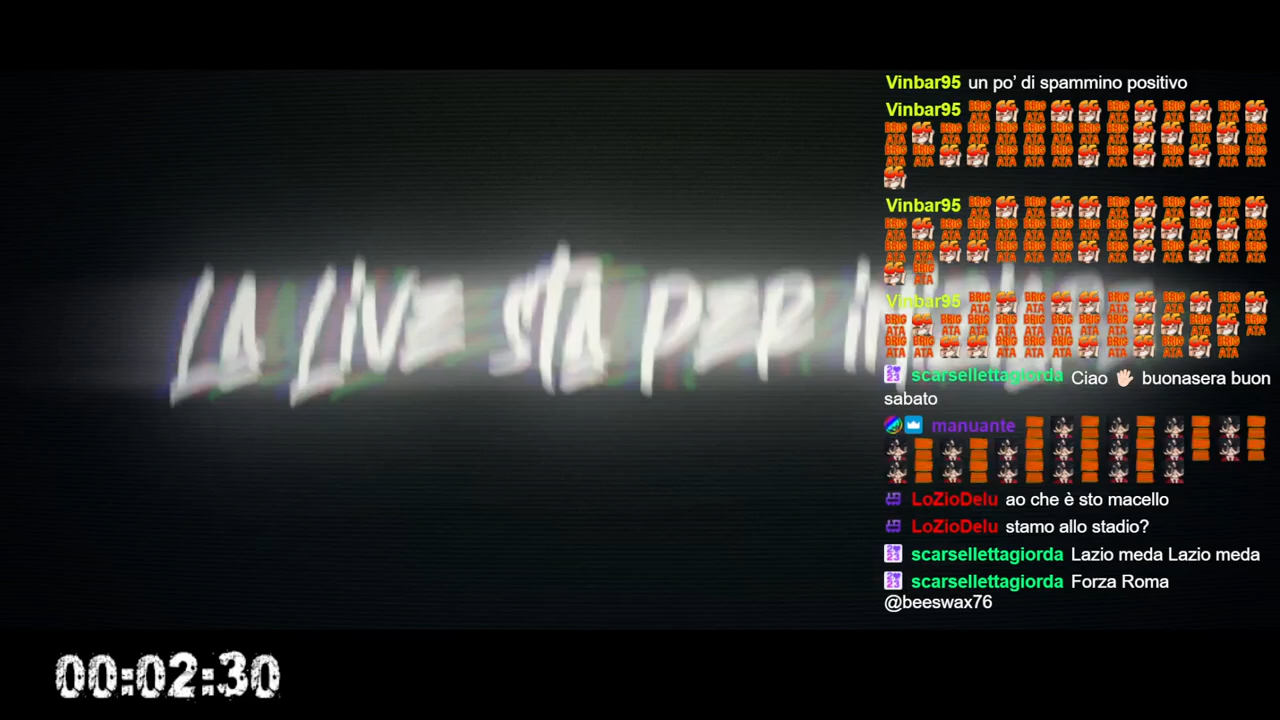 LA LIVE STA PER
Vinbar95 un po' di spammino positivo
Vinbar95
Vinbar95
Vinbar95
scarsellettagiorda Ciao 🖐🏻 buonasera buon
sabato
manuante
LoZioDelu ao che è sto macello
LoZioDelu stamo allo stadio?
scarsellettagiorda Lazio meda Lazio meda
scarsellettagiorda Forza Roma
@beeswax76
00:02:30